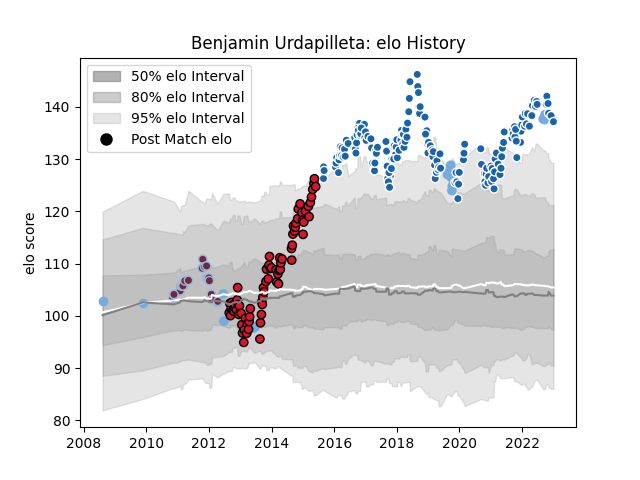 Benjamin Urdapilleta: elo History
50% elo Interval
80% elo Interval
95% elo Interval
Post Match elo
elo score
140
130
120
110
100
90
80
2008 2010 2012 2014 2016 2018 2020 2022